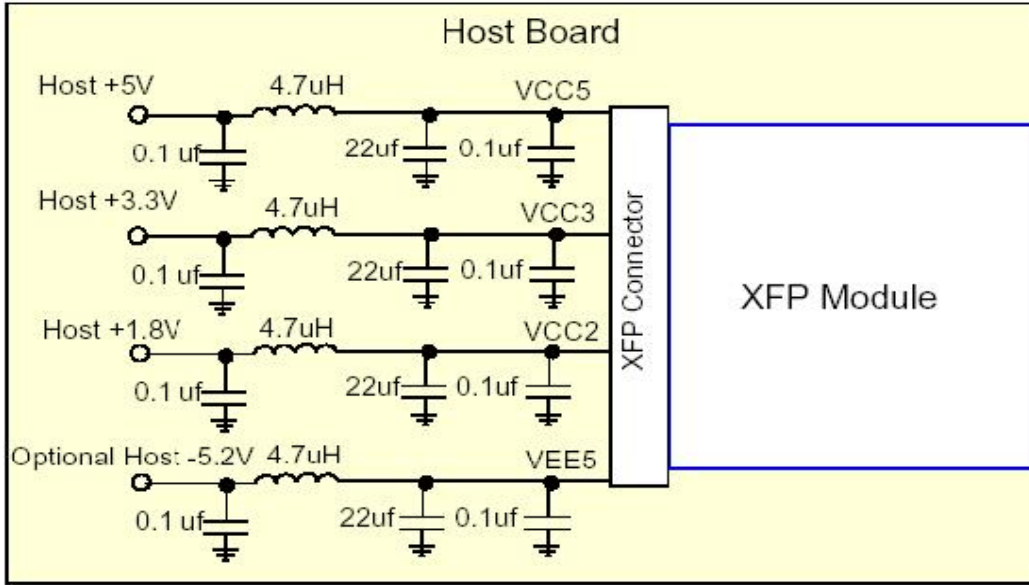 Host Board
Host +5V
4.7uH
VCC5
0.1 uf
22uf
0.1uf
Host +3.3V
4.7uH
VCC3
0.1 uf
22uf
0.1uf
Host +1.8V
4.7uH
VCC2
0.1 uf
22uf
0.1uf
Optional Host -5.2V
4.7uH
VEE5
0.1 uf
22uf
0.1uf
XFP Connector
XFP Module